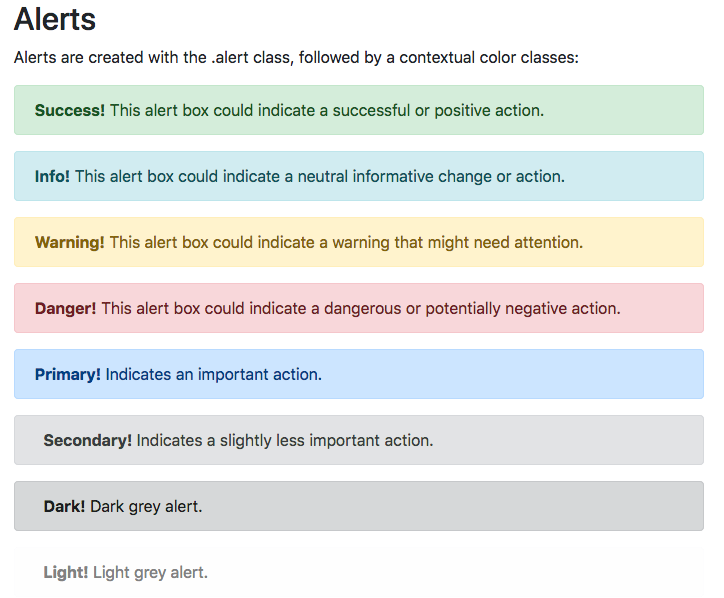 Alerts
Alerts are created with the .alert class, followed by a contextual color classes:
Success! This alert box could indicate a successful or positive action.
Info! This alert box could indicate a neutral informative change or action.
Warning! This alert box could indicate a warning that might need attention.
Danger! This alert box could indicate a dangerous or potentially negative action.
Primary! Indicates an important action.
Secondary! Indicates a slightly less important action.
Dark! Dark grey alert.
Light! Light grey alert.